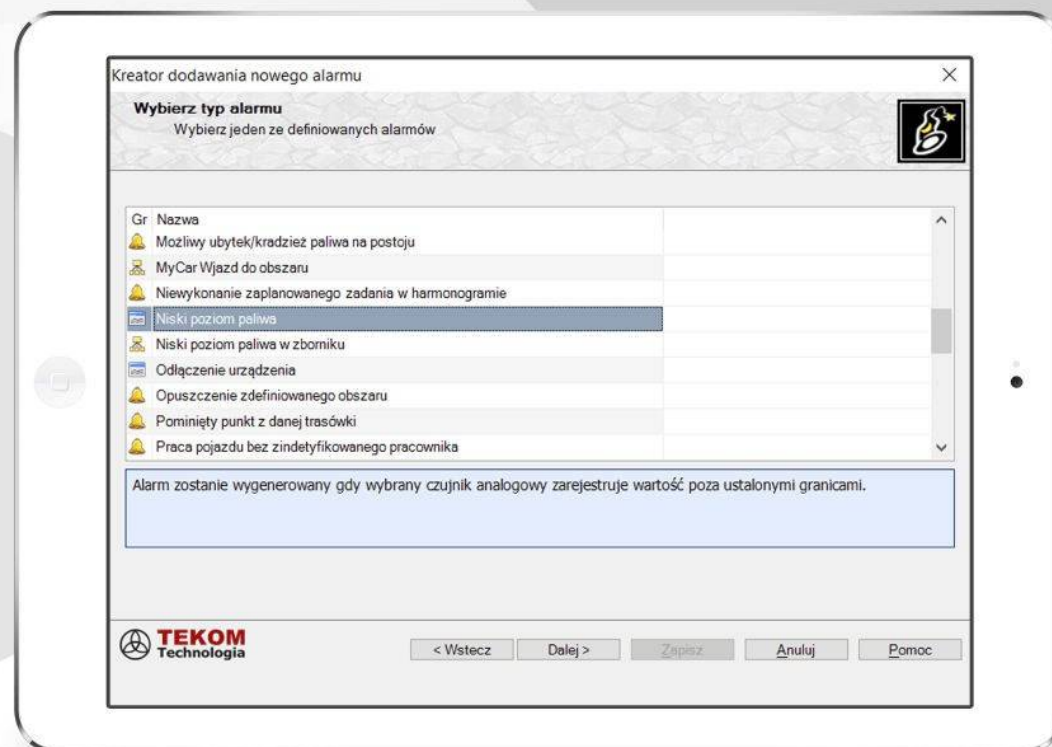 Kreator dodawania nowego alarmu
Wybierz typ alarmu
Wybierz jeden ze definiowanych alarmów
Gr Nazwa
Możliwy ubytek/kradzież paliwa na postoju
MyCar Wjazd do obszaru
Niewykonanie zaplanowanego zadania w harmonogramie
Niski poziom paliwa
Niski poziom paliwa w zborniku
Odłączenie urządzenia
Opuszczenie zdefiniowanego obszaru
Pominięty punkt z danej trasówki
Praca pojazdu bez zindetyfikowanego pracownika
Alarm zostanie wygenerowany gdy wybrany czujnik analogowy zarejestruje wartość poza ustalonymi granicami.
TEKOM
Technologia
< Wstecz Dalej > Zapisz Anuluj Pomoc